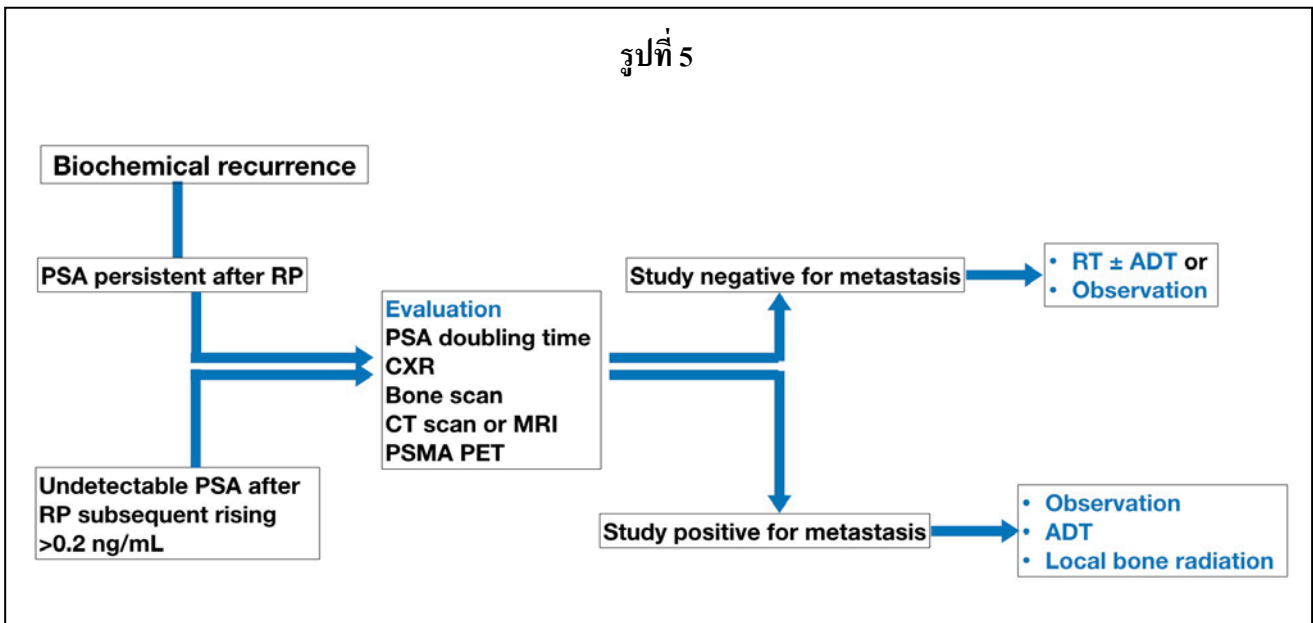 รูปที่ 5
Biochemical recurrence
PSA persistent after RP
Undetectable PSA after
RP subsequent rising
>0.2 ng/mL
Evaluation
PSA doubling time
CXR
Bone scan
CT scan or MRI
PSMA PET
Study negative for metastasis
• RT ± ADT or
• Observation
Study positive for metastasis
• Observation
• ADT
• Local bone radiation